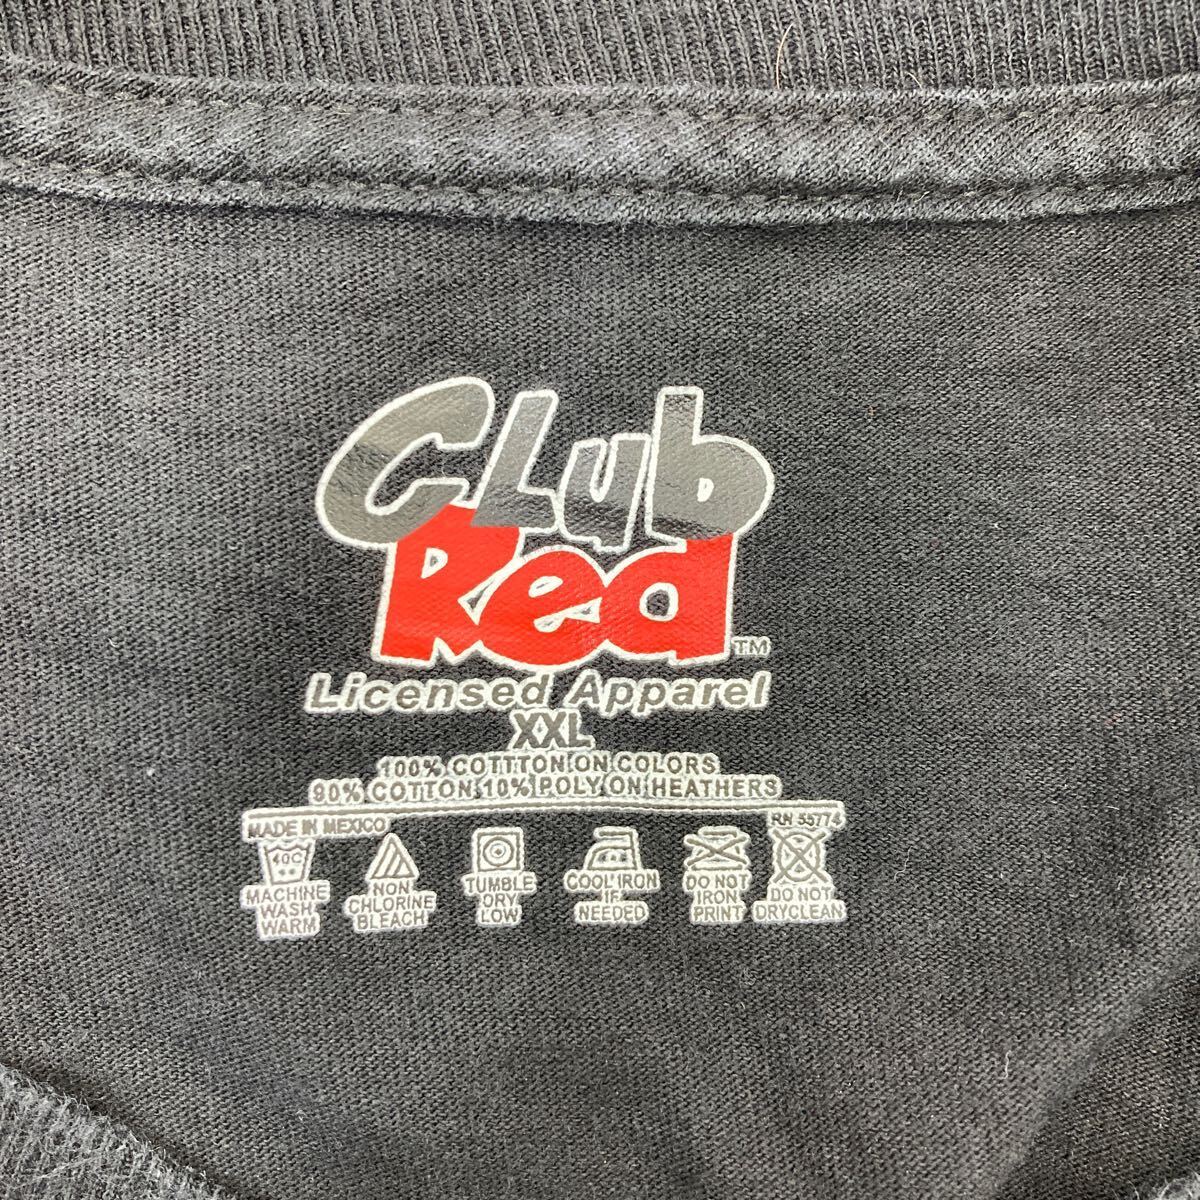 Club
Red
TM
Licensed Apparel
XXL
100% COTTTON ON COLORS
90% COTTON 10% POLY ON HEATHERS
MADE IN MEXICO RN 55774
40C
MACHINE WASH WARM
NON CHLORINE BLEACH
TUMBLE DRY LOW
COOL IRON IF NEEDED
DO NOT IRON PRINT
DO NOT DRYCLEAN